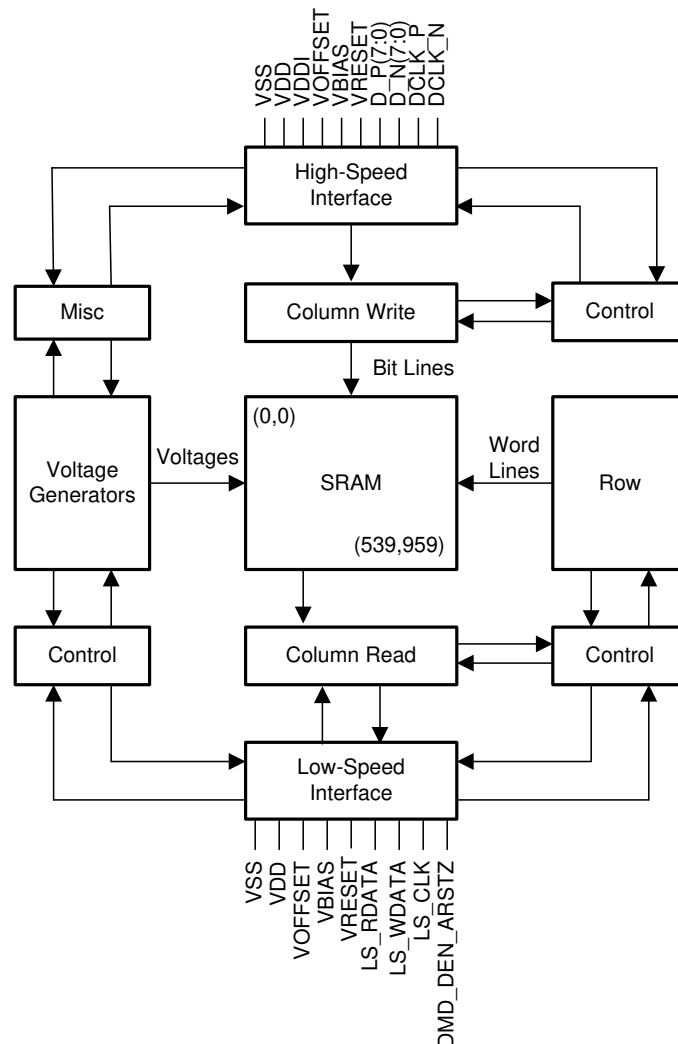 VSS
VDD
VDDI
VOFFSET
VBIAS
VRESET
D_P(7:0)
D_N(7:0)
DCLK_P
DCLK_N
High-Speed
Interface
Misc
Column Write
Control
Bit Lines
(0,0)
Voltage
Generators
Voltages
SRAM
Word
Lines
Row
(539,959)
Control
Column Read
Control
Low-Speed
Interface
VSS
VDD
VOFFSET
VBIAS
VRESET
LS_RDATA
LS_WDATA
LS_CLK
DMD_DEN_ARSTZ